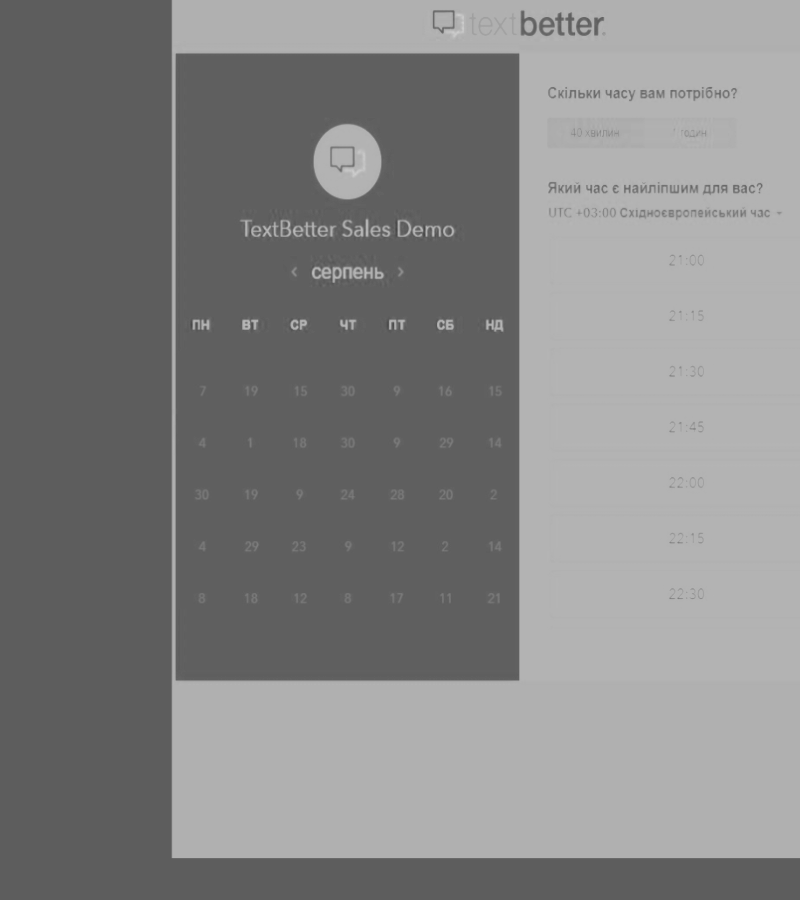 textbetter.
TextBetter Sales Demo
‹ серпень ›
ПН ВТ СР ЧТ ПТ СБ НД
7 19 15 30 9 16 15
4 1 18 30 9 29 14
30 19 9 24 28 20 2
4 29 23 9 12 2 14
8 18 12 8 17 11 21
Скільки часу вам потрібно?
40 хвилин годин
Який час є найліпшим для вас?
UTC +03:00 Східноєвропейський час
21:00
21:15
21:30
21:45
22:00
22:15
22:30